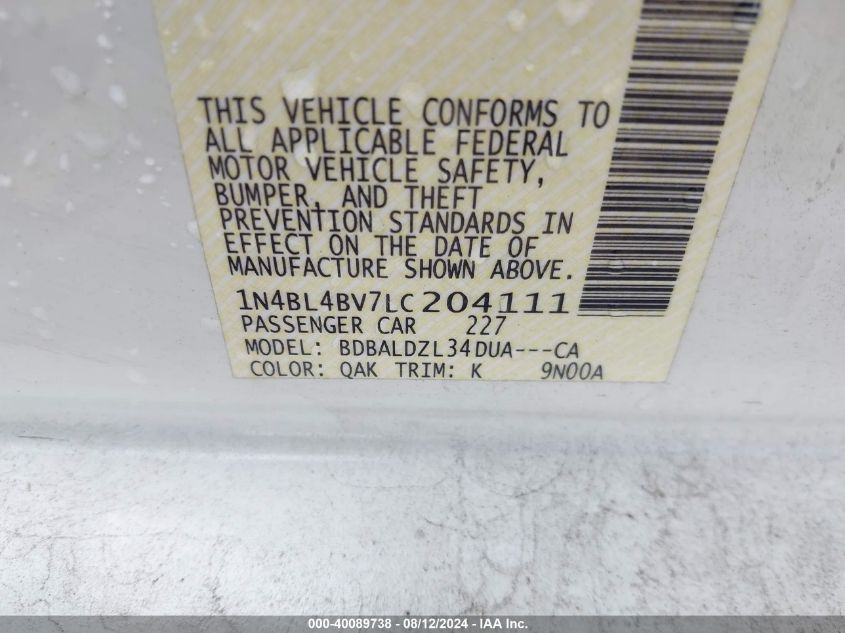 THIS VEHICLE CONFORMS TO
ALL APPLICABLE FEDERAL
MOTOR VEHICLE SAFETY,
BUMPER, AND THEFT
PREVENTION STANDARDS IN
EFFECT ON THE DATE OF
MANUFACTURE SHOWN ABOVE.
1N4BL4BV7LC204111
PASSENGER CAR 227
MODEL: BDBALDZL34DUA---CA
COLOR: QAK TRIM: K 9N00A
000-40089738 - 08/12/2024 - IAA Inc.